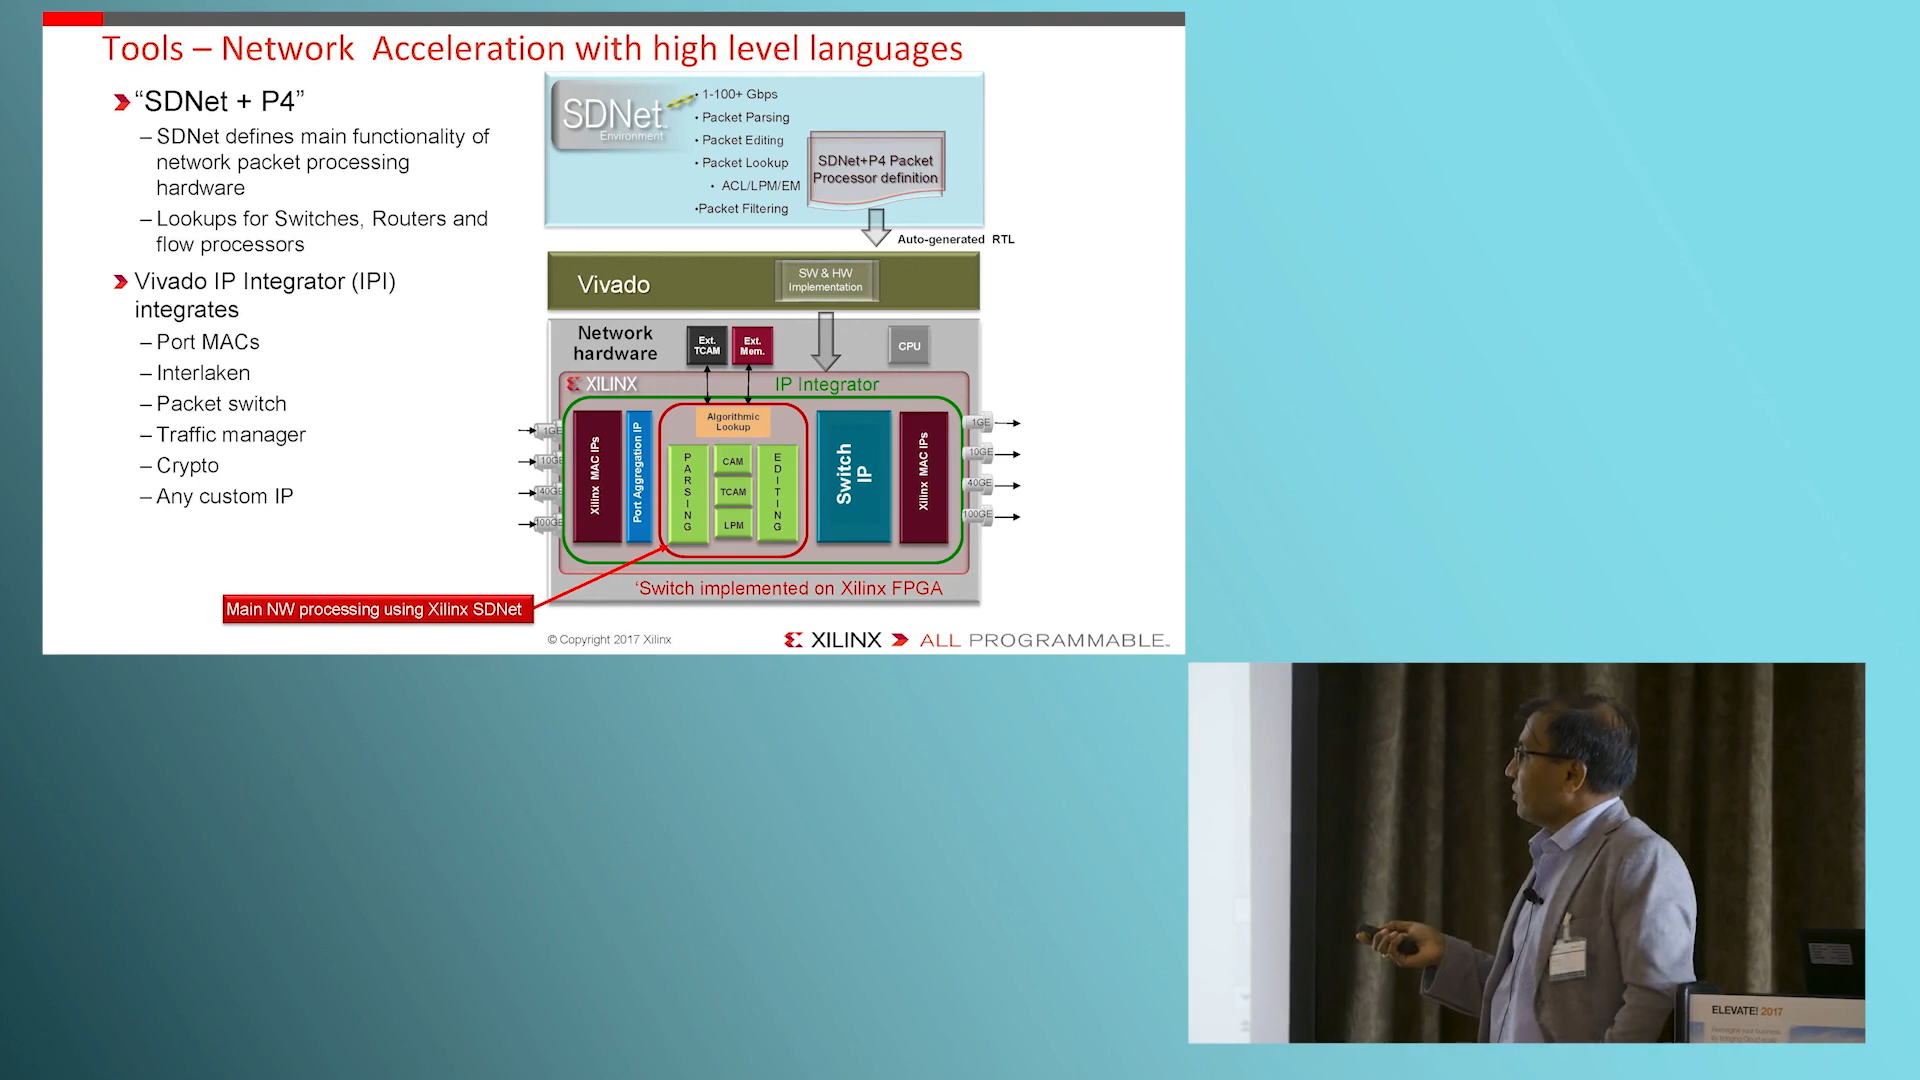 Tools – Network Acceleration with high level languages
“SDNet + P4”
– SDNet defines main functionality of
network packet processing
hardware
– Lookups for Switches, Routers and
flow processors
Vivado IP Integrator (IPI)
integrates
– Port MACs
– Interlaken
– Packet switch
– Traffic manager
– Crypto
– Any custom IP
SDNet
Environment
• 1-100+ Gbps
• Packet Parsing
• Packet Editing
• Packet Lookup
• ACL/LPM/EM
•Packet Filtering
SDNet+P4 Packet
Processor definition
Auto-generated RTL
Vivado
SW & HW
Implementation
Network
hardware
Ext.
TCAM
Ext.
Mem.
CPU
XILINX
IP Integrator
1GE
10GE
40GE
100GE
Xilinx MAC IPs
Port Aggregation IP
Algorithmic
Lookup
PARSING
CAM
TCAM
LPM
EDITING
Switch
IP
Xilinx MAC IPs
1GE
10GE
40GE
100GE
‘Switch implemented on Xilinx FPGA
Main NW processing using Xilinx SDNet
© Copyright 2017 Xilinx
XILINX
ALL PROGRAMMABLE™
ELEVATE! 2017
Reimagine your business